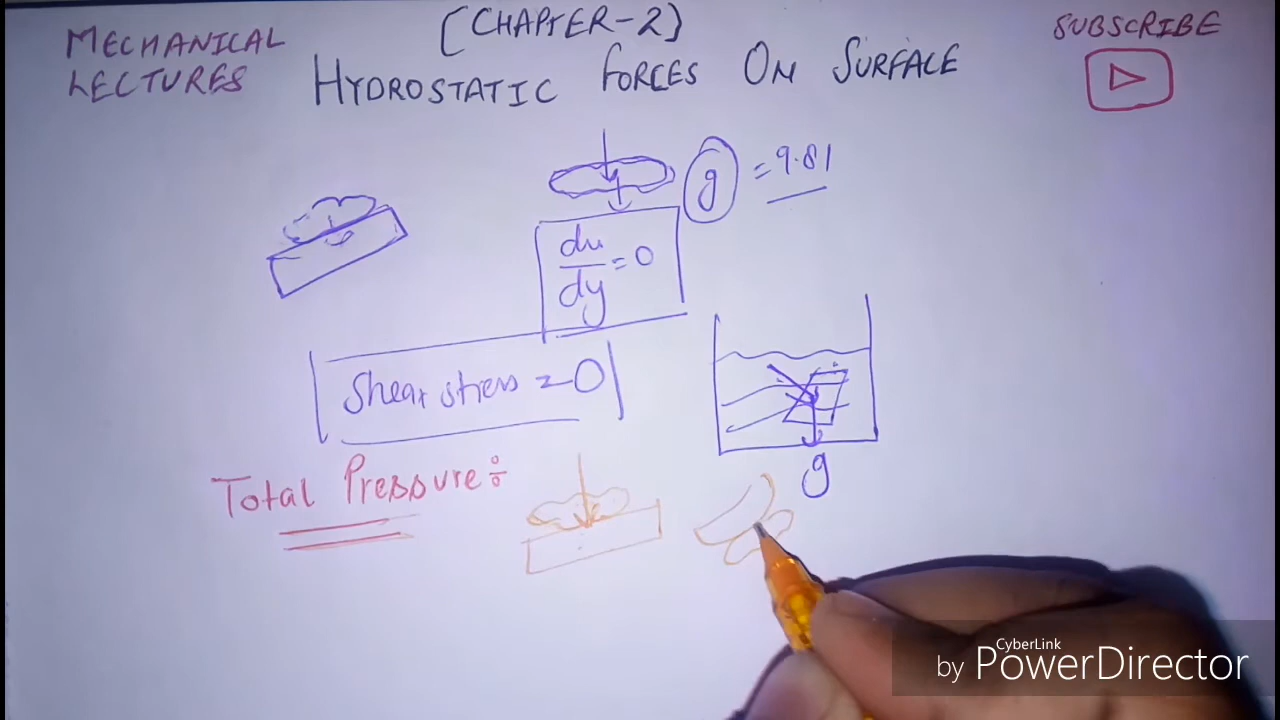 [CHAPTER-2]
MECHANICAL
LECTURES
HYDROSTATIC FORCES ON SURFACE
SUBSCRIBE
g = 9.81
du/dy = 0
Shear stress = 0
g
Total Pressure÷
CyberLink
by PowerDirector